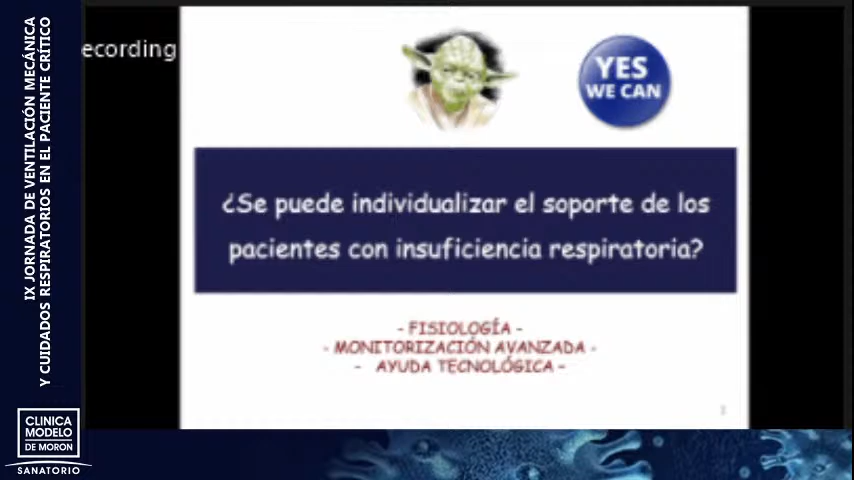 IX JORNADA DE VENTILACIÓN MECÁNICA
Y CUIDADOS RESPIRATORIOS EN EL PACIENTE CRÍTICO
ecording
YES
WE CAN
¿Se puede individualizar el soporte de los
pacientes con insuficiencia respiratoria?
- FISIOLOGÍA -
- MONITORIZACIÓN AVANZADA -
- AYUDA TECNOLÓGICA -
CLINICA
MODELO
DE MORON
SANATORIO